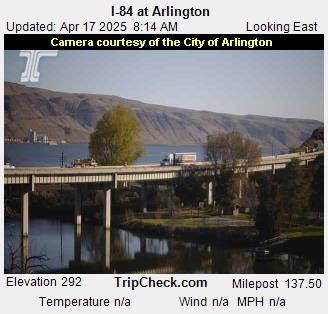 I-84 at Arlington
Updated: Apr 17 2025 8:14 AM Looking East
Camera courtesy of the City of Arlington
Elevation 292 TripCheck.com Milepost 137.50
Temperature n/a Wind n/a MPH n/a